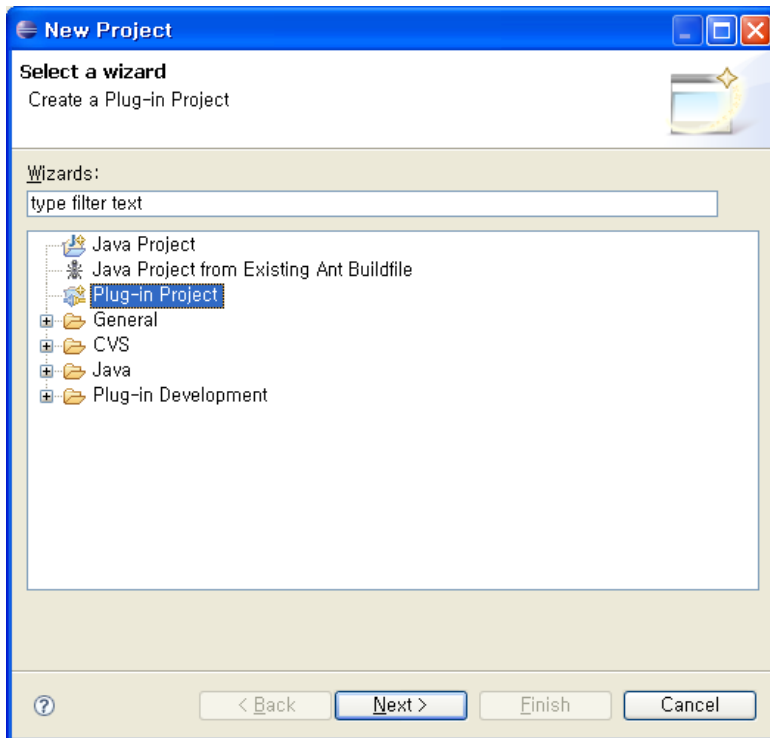 New Project
Select a wizard
Create a Plug-in Project
Wizards:
type filter text
Java Project
Java Project from Existing Ant Buildfile
Plug-in Project
General
CVS
Java
Plug-in Development
< Back Next > Finish Cancel